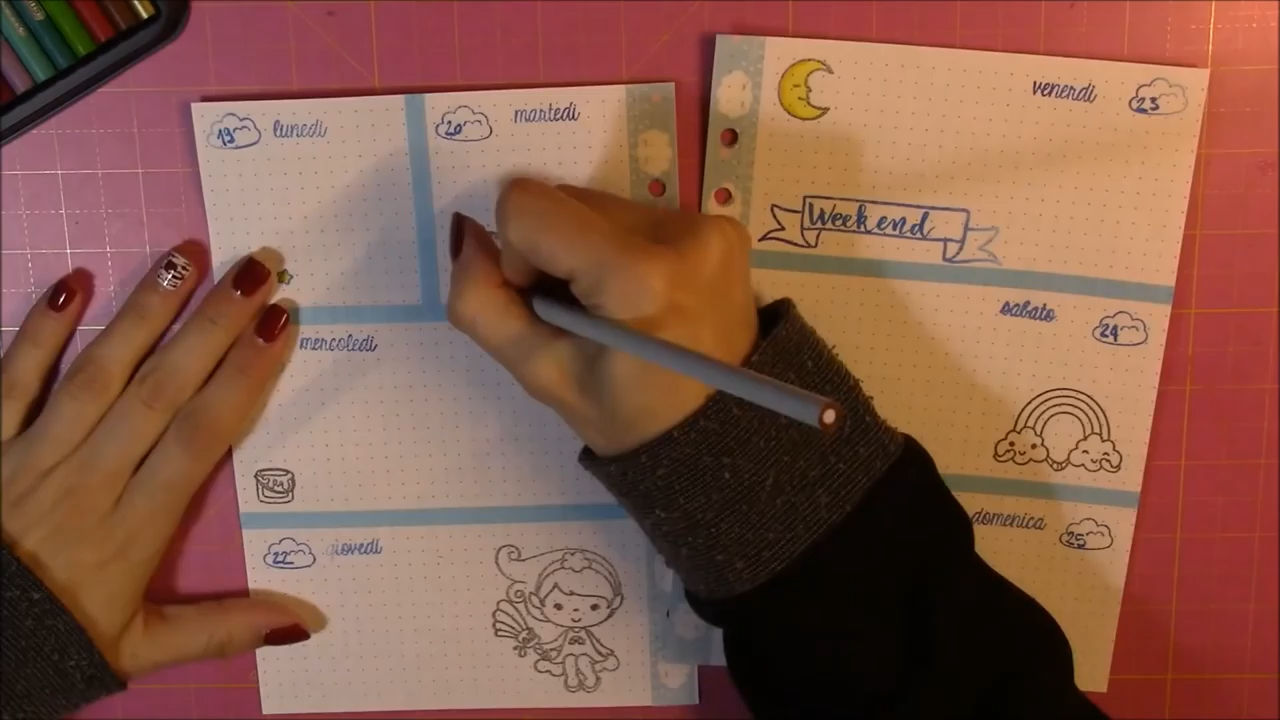 19 lunedì
20 martedì
mercoledì
22 giovedì
venerdì 23
Weekend
sabato 24
domenica 25